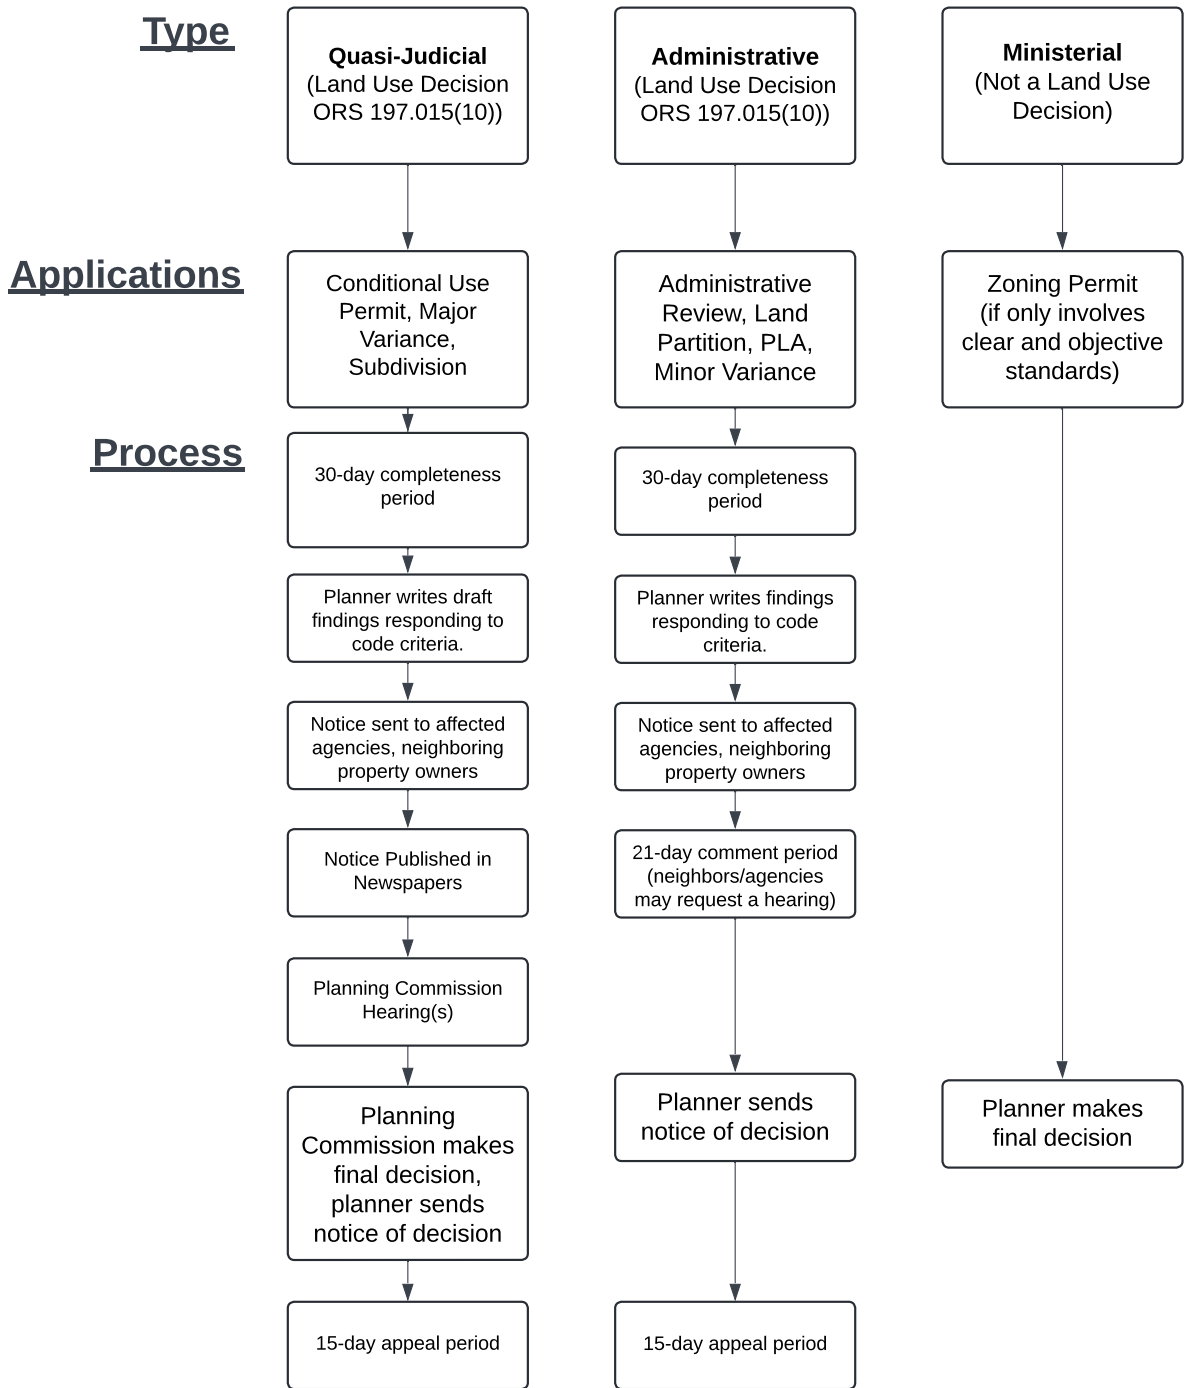 Type
Quasi-Judicial
(Land Use Decision
ORS 197.015(10))
Administrative
(Land Use Decision
ORS 197.015(10))
Ministerial
(Not a Land Use
Decision)
Applications
Conditional Use
Permit, Major
Variance,
Subdivision
Administrative
Review, Land
Partition, PLA,
Minor Variance
Zoning Permit
(if only involves
clear and objective
standards)
Process
30-day completeness
period
Planner writes draft
findings responding to
code criteria.
Notice sent to affected
agencies, neighboring
property owners
Notice Published in
Newspapers
Planning Commission
Hearing(s)
Planning
Commission makes
final decision,
planner sends
notice of decision
15-day appeal period
30-day completeness
period
Planner writes findings
responding to code
criteria.
Notice sent to affected
agencies, neighboring
property owners
21-day comment period
(neighbors/agencies
may request a hearing)
Planner sends
notice of decision
15-day appeal period
Planner makes
final decision